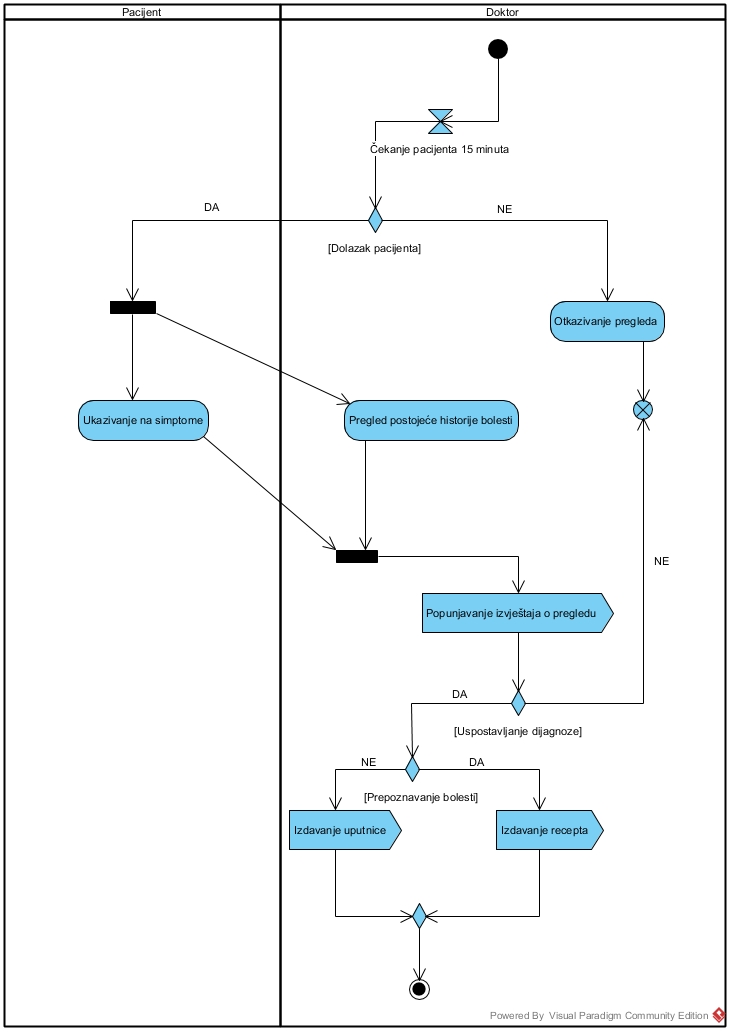 Pacijent
Doktor
Čekanje pacijenta 15 minuta
DA
NE
[Dolazak pacijenta]
Otkazivanje pregleda
Ukazivanje na simptome
Pregled postojeće historije bolesti
NE
Popunjavanje izvještaja o pregledu
DA
[Uspostavljanje dijagnoze]
NE
DA
[Prepoznavanje bolesti]
Izdavanje uputnice
Izdavanje recepta
Powered By Visual Paradigm Community Edition